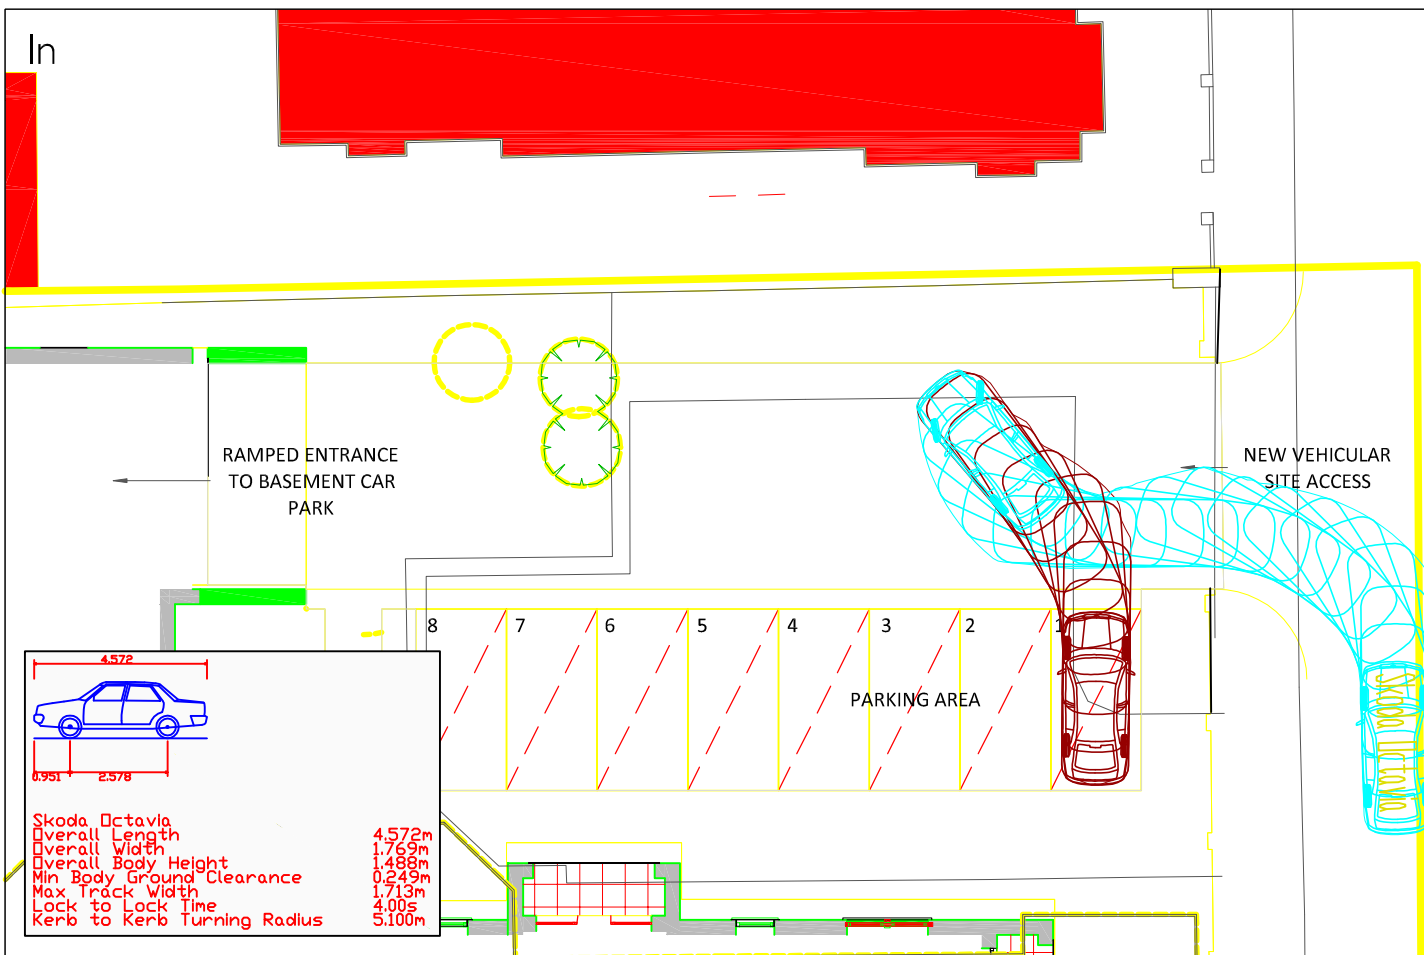 In
RAMPED ENTRANCE
TO BASEMENT CAR
PARK
NEW VEHICULAR
SITE ACCESS
8 7 6 5 4 3 2 1
PARKING AREA
Skoda Octavia
4.572
0.951 2.578
Skoda Octavia
Overall Length 4.572m
Overall Width 1.769m
Overall Body Height 1.488m
Min Body Ground Clearance 0.249m
Max Track Width 1.713m
Lock to Lock Time 4.00s
Kerb to Kerb Turning Radius 5.100m